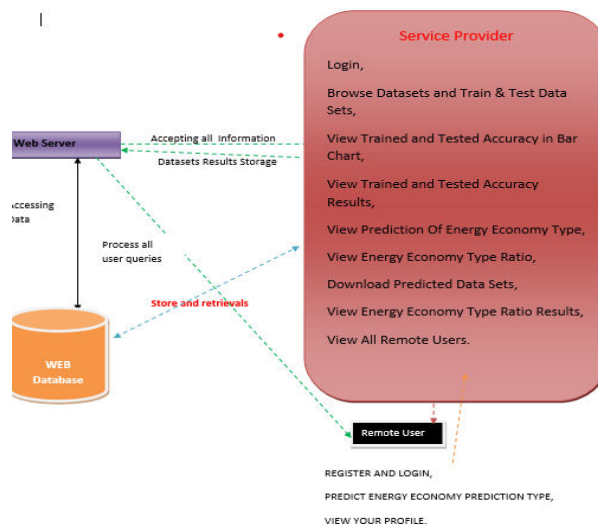 Service Provider
Login,
Browse Datasets and Train & Test Data
Sets,
View Trained and Tested Accuracy in Bar
Chart,
View Trained and Tested Accuracy
Results,
View Prediction Of Energy Economy Type,
View Energy Economy Type Ratio,
Download Predicted Data Sets,
View Energy Economy Type Ratio Results,
View All Remote Users.
Web Server
Accepting all Information
Datasets Results Storage
Accessing
Data
Process all
user queries
Store and retrievals
WEB
Database
Remote User
REGISTER AND LOGIN,
PREDICT ENERGY ECONOMY PREDICTION TYPE,
VIEW YOUR PROFILE.